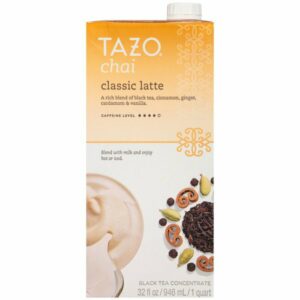 TAZO
chai
classic latte
A rich blend of black tea, cinnamon, ginger,
cardamom & vanilla.
CAFFEINE LEVEL
Blend with milk and enjoy
hot or iced.
BLACK TEA CONCENTRATE
32 fl oz / 946 mL / 1 quart